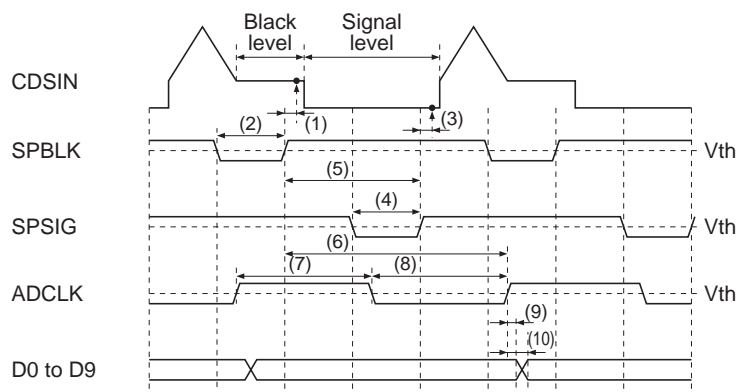 Black level
Signal level
CDSIN
(1)
(2)
(3)
SPBLK
Vth
(5)
(4)
SPSIG
Vth
(6)
(7)
(8)
ADCLK
Vth
(9)
(10)
D0 to D9